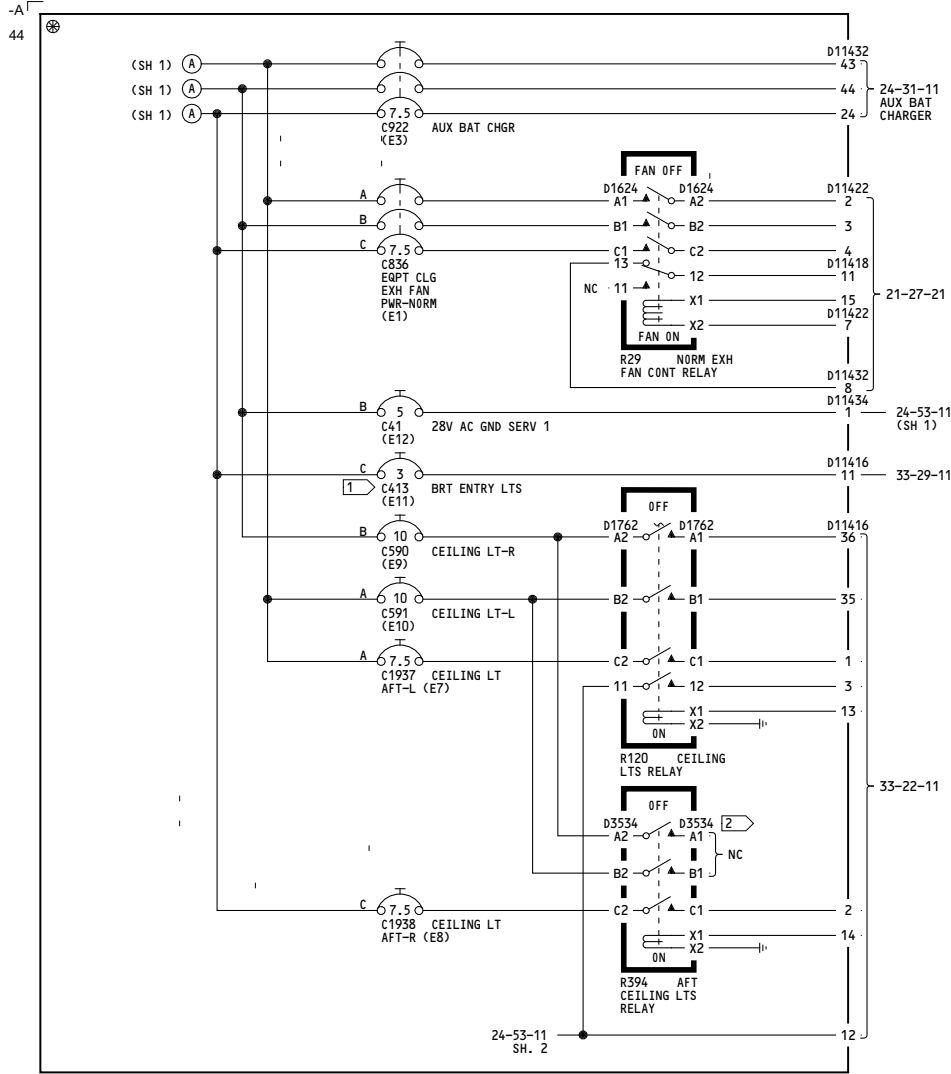 -A
44
D11432
(SH 1) A 43
(SH 1) A 44 24-31-11
AUX BAT
CHARGER
(SH 1) A 7.5 24
C922 AUX BAT CHGR
(E3)
FAN OFF
D1624 D1624 D11422
A A1 A2 2
B B1 B2 3
C 7.5 C1 C2 4
C836 13 D11418
EQPT CLG 12 11
EXH FAN NC 11
PWR-NORM X1 15 21-27-21
(E1) D11422
X2 7
FAN ON
R29 NORM EXH
FAN CONT RELAY
D11432
8
D11434
B 5 1 24-53-11
(SH 1)
C41 28V AC GND SERV 1
(E12)
D11416
C 3 11 33-29-11
1 C413 BRT ENTRY LTS
(E11)
OFF
D1762 D1762 D11416
B 10 A2 A1 36
C590 CEILING LT-R
(E9)
A 10 B2 B1 35
C591 CEILING LT-L
(E10)
A 7.5 C2 C1 1
C1937 CEILING LT
AFT-L (E7)
11 12 3
X1 13
X2
ON
R120 CEILING
LTS RELAY
33-22-11
OFF
D3534 D3534 2
A2 A1
NC
B2 B1
C 7.5 C2 C1 2
C1938 CEILING LT
AFT-R (E8)
X1 14
X2
ON
R394 AFT
CEILING LTS
RELAY
24-53-11 12
SH. 2